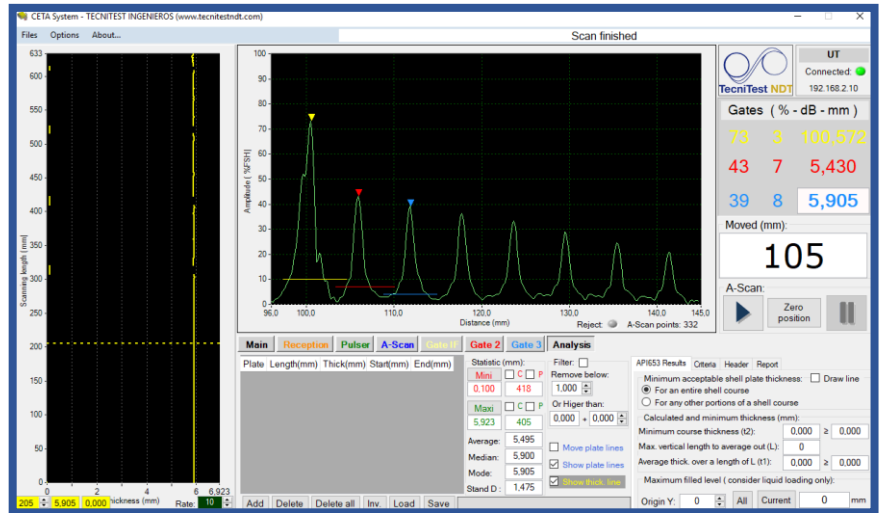 CETA System - TECNITEST INGENIEROS (www.tecnitestndt.com)
Files Options About...
Scan finished
633
600
550
500
450
400
350
300
250
200
150
100
50
0
Scanning length [mm]
0 2 4 6 6,923
hickness (mm)
205 5,905 0,000
Rate: 10
100
90
80
70
60
50
40
30
20
10
0
Amplitude ( %FSH)
96,0 100,0 110,0 120,0 130,0 140,0 145,0
Distance (mm)
Reject: A-Scan points: 332
TecniTest NDT
UT
Connected:
192.168.2.10
Gates ( % - dB - mm )
73 3 100,572
43 7 5,430
39 8 5,905
Moved (mm):
105
A-Scan:
Zero
position
Main Reception Pulser A-Scan Gate IF Gate 2 Gate 3 Analysis
Plate Length(mm) Thick(mm) Start(mm) End(mm)
Add Delete Delete all Inv. Load Save
Statistic (mm):
Mini C P
0,100 418
Maxi C P
5,923 405
Average: 5,495
Median: 5,900
Mode: 5,905
Stand D : 1,475
Filter:
Remove below:
1,000
Or Higer than:
0,000 + 0,000
Move plate lines
Show plate lines
Show thick. line
API653 Results Criteria Header Report
Minimum acceptable shell plate thickness: Draw line
For an entire shell course
For any other portions of a shell course
Calculated and minimum thickness (mm):
Minimum course thickness (t2): 0,000 ≥ 0,000
Max. vertical length to average out (L): 0
Average thick. over a length of L (t1): 0,000 ≥ 0,000
Maximum filled level ( consider liquid loading only):
Origin Y: 0 All Current 0 mm